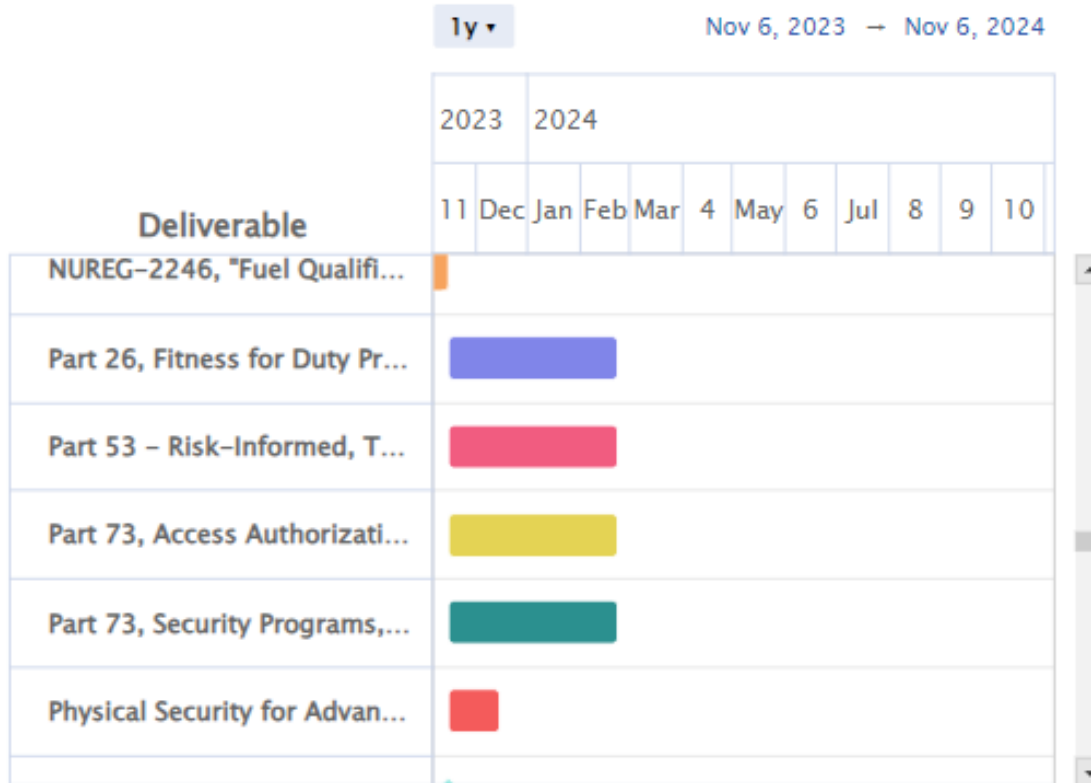 1y ▾ Nov 6, 2023 → Nov 6, 2024
2023 2024
11 Dec Jan Feb Mar 4 May 6 Jul 8 9 10
Deliverable
NUREG-2246, "Fuel Qualifi...
Part 26, Fitness for Duty Pr...
Part 53 – Risk-Informed, T...
Part 73, Access Authorizati...
Part 73, Security Programs,...
Physical Security for Advan...